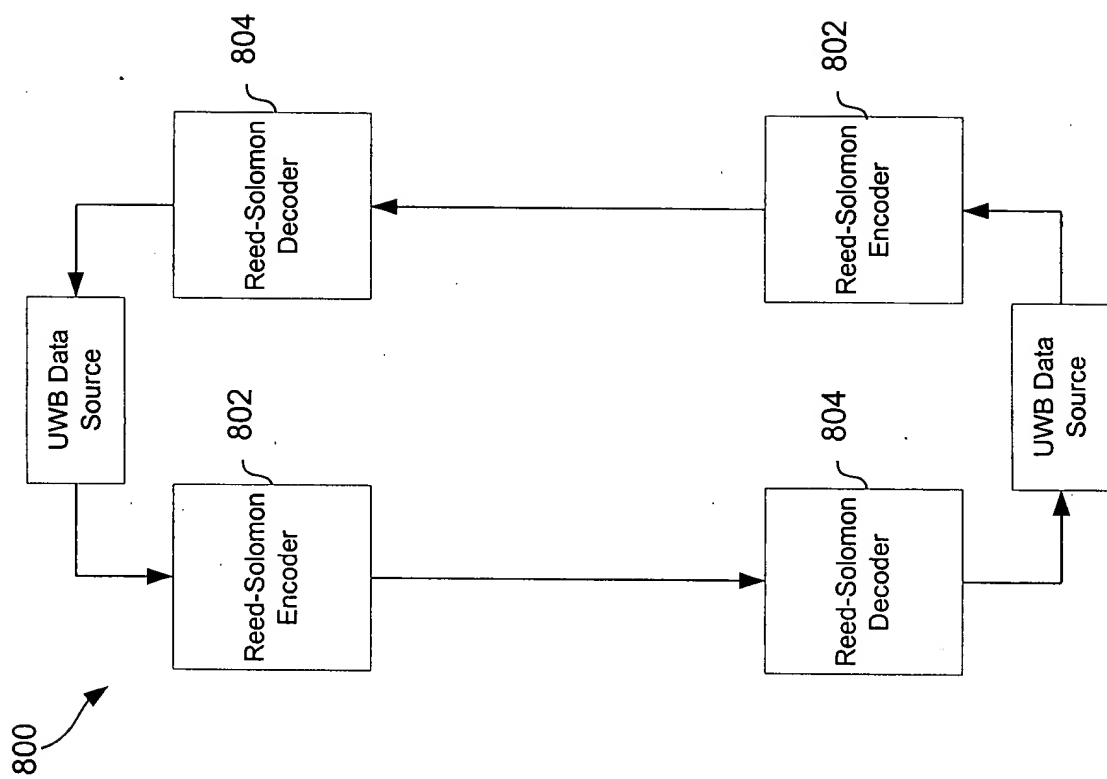 800
UWB Data
Source
802
Reed-Solomon
Encoder
804
Reed-Solomon
Decoder
804
Reed-Solomon
Decoder
802
Reed-Solomon
Encoder
UWB Data
Source